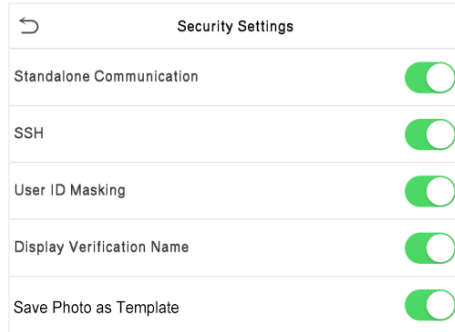 Security Settings
Standalone Communication
SSH
User ID Masking
Display Verification Name
Save Photo as Template